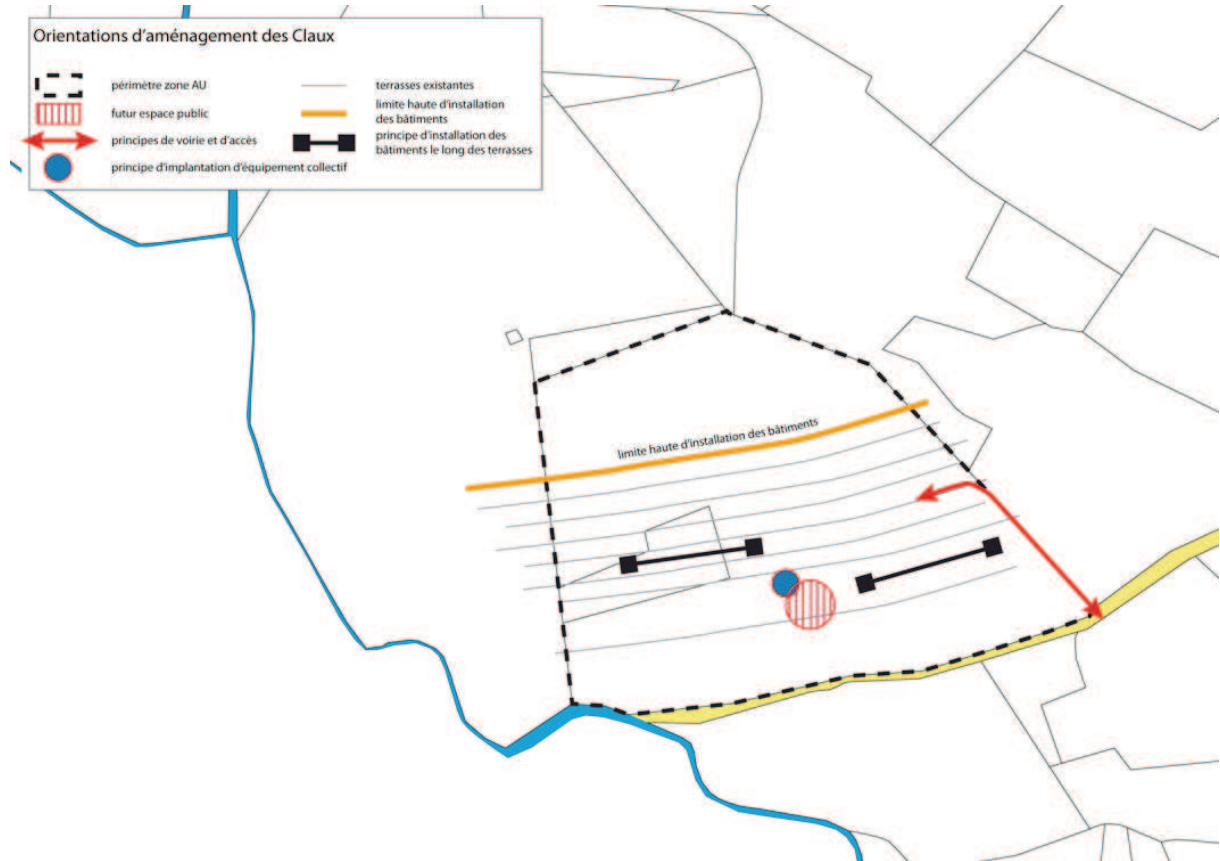 Orientations d'aménagement des Claux
périmètre zone AU
futur espace public
principes de voirie et d'accès
principe d'implantation d'équipement collectif
terrasses existantes
limite haute d'installation
des bâtiments
principe d'installation des
bâtiments le long des terrasses
limite haute d'installation des bâtiments